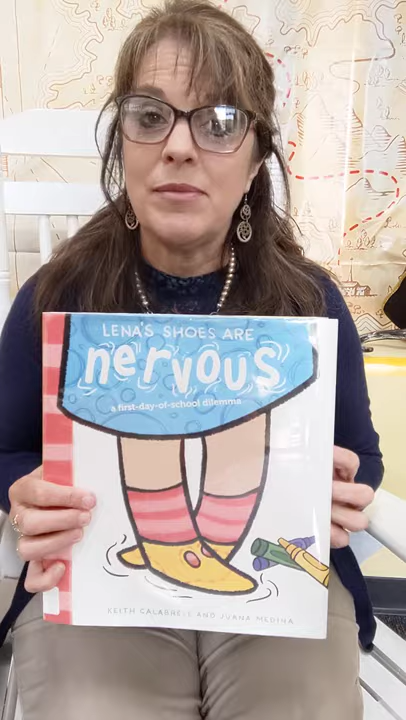 LENA'S SHOES ARE
nervous
a first-day-of-school dilemma
KEITH CALABRESE AND JUANA MEDINA